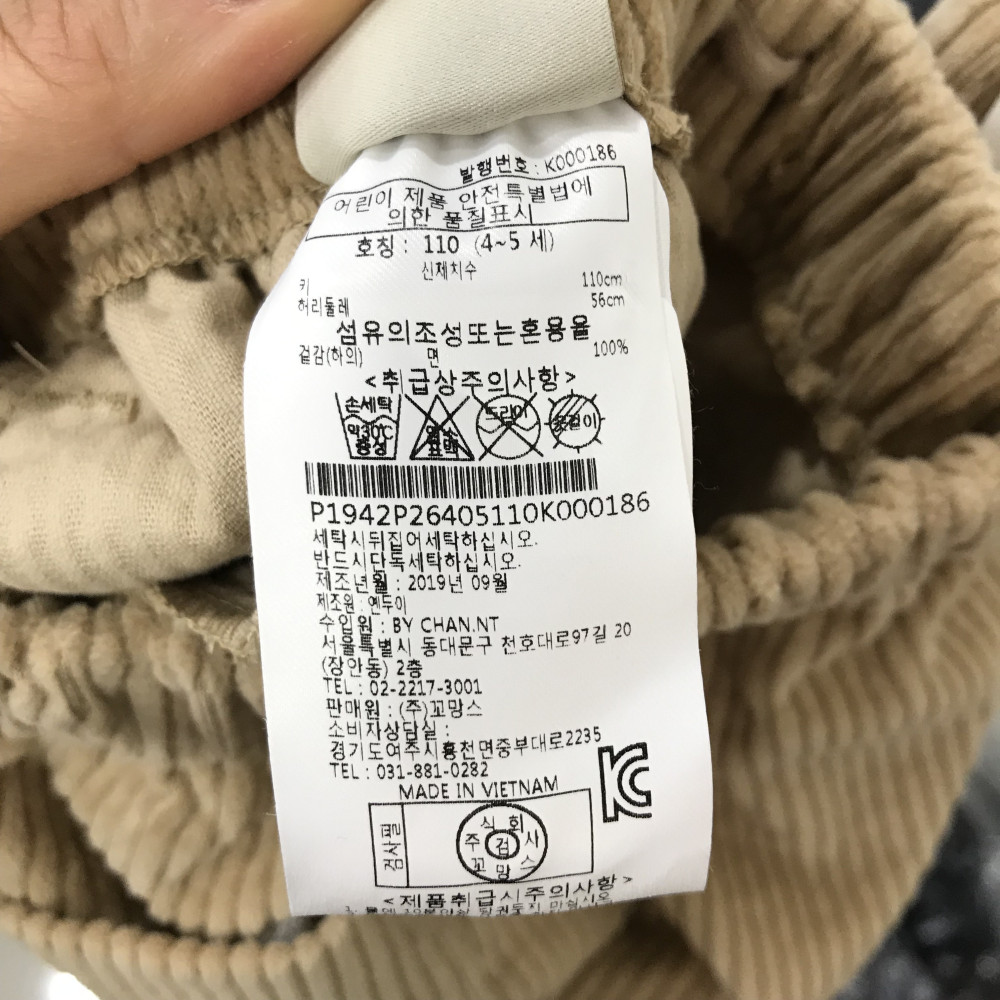 발행번호 : K000186
어린이 제품 안전특별법에
의한 품질표시
호칭 : 110 (4~5 세)
신체치수
키 110cm
허리둘레 56cm
섬유의조성또는혼용율
겉감(하의) 면 100%
<취급상주의사항>
손세탁 드라이 옷걸이
약30℃ 염소
중성 표백
P1942P26405110K000186
세탁시뒤집어세탁하십시오.
반드시단독세탁하십시오.
제조년월 : 2019년 09월
제조원 : 엔두이
수입원 : BY CHAN.NT
서울특별시 동대문구 천호대로97길 20
(장안동) 2층
TEL : 02-2217-3001
판매원 : (주)꼬망스
소비자상담실 :
경기도여주시흥천면중부대로2235
TEL : 031-881-0282
MADE IN VIETNAM
검사필
주식회사
검
꼬망스
<제품취급시주의사항>